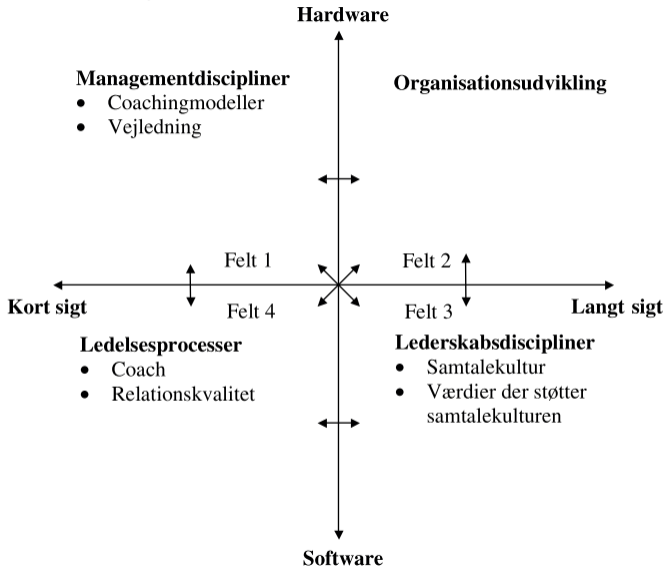 Hardware
Managementdiscipliner
• Coachingmodeller
• Vejledning
Organisationsudvikling
Felt 1
Felt 2
Kort sigt
Felt 4
Felt 3
Langt sigt
Ledelsesprocesser
• Coach
• Relationskvalitet
Lederskabsdiscipliner
• Samtalekultur
• Værdier der støtter
samtalekulturen
Software